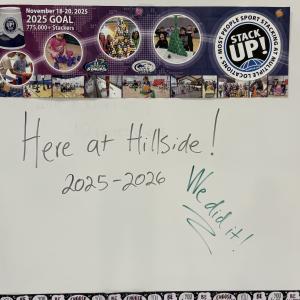 November 18-20, 2025
2025 GOAL
775,000+ Stackers
MOST PEOPLE SPORT STACKING AT MULTIPLE LOCATIONS
STACK UP!
Here at Hillside!
2025-2026
We did it!